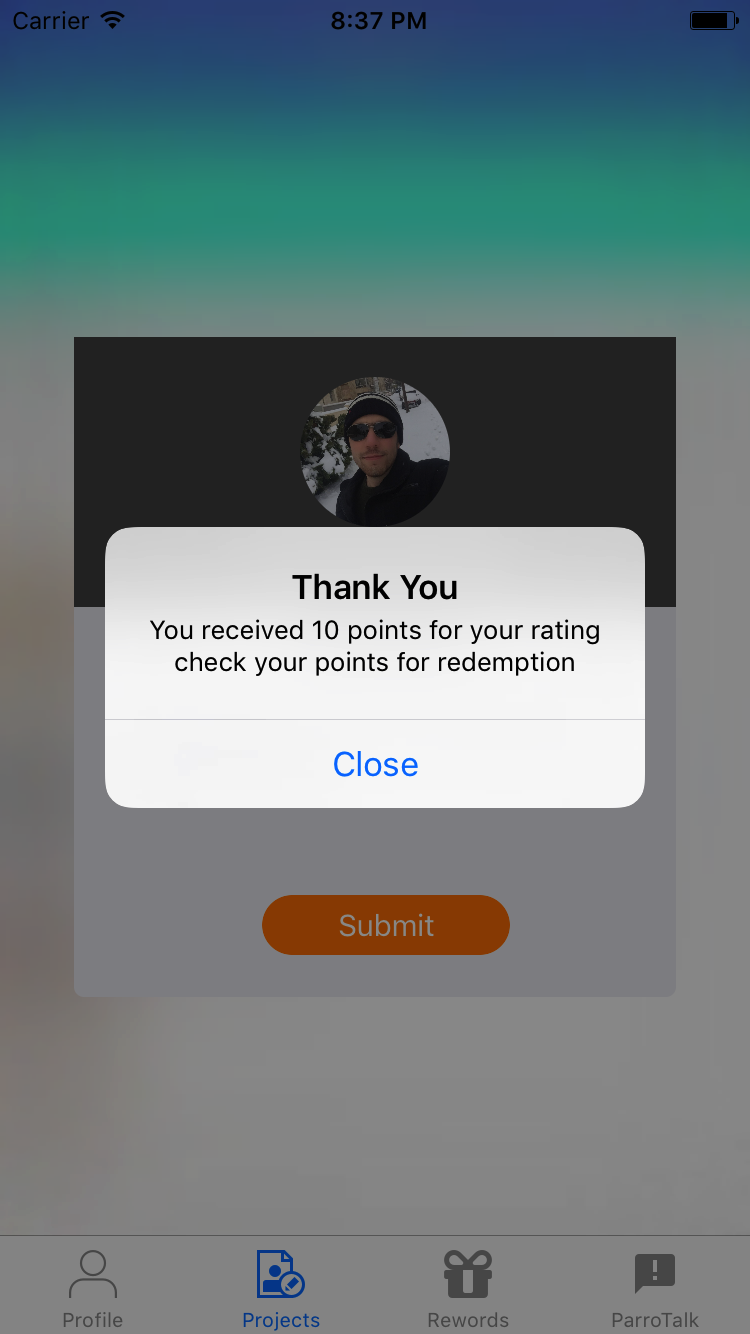 Carrier 8:37 PM
Thank You
You received 10 points for your rating
check your points for redemption
Close
Submit
Profile Projects Rewords ParroTalk